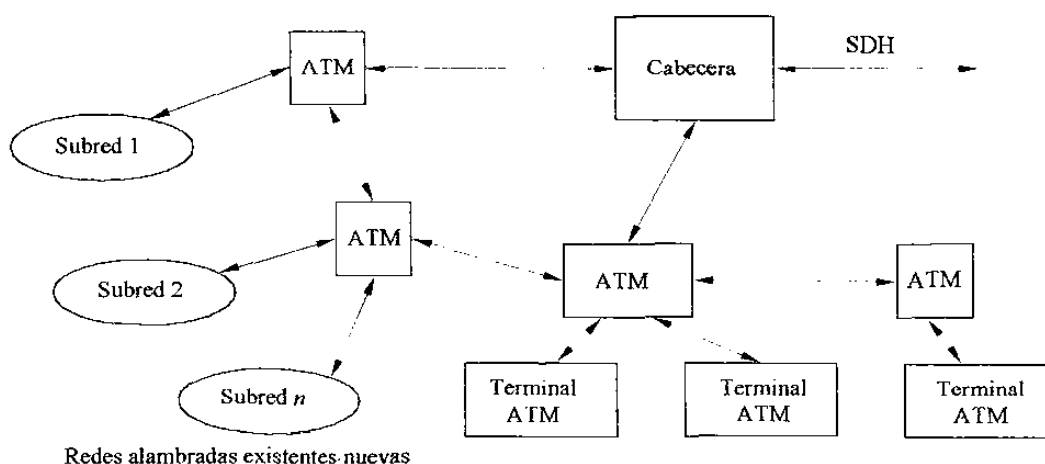 SDH
ATM
Cabecera
Subred 1
ATM
Subred 2
ATM
ATM
Subred n
Terminal
ATM
Terminal
ATM
Terminal
ATM
Redes alambradas existentes nuevas